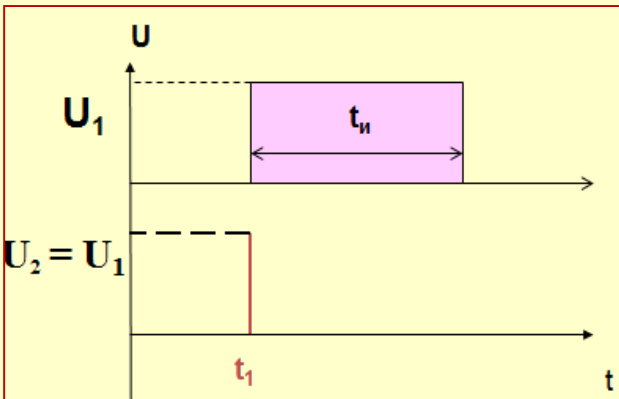 U
U₁
tи
U₂ = U₁
t₁
t